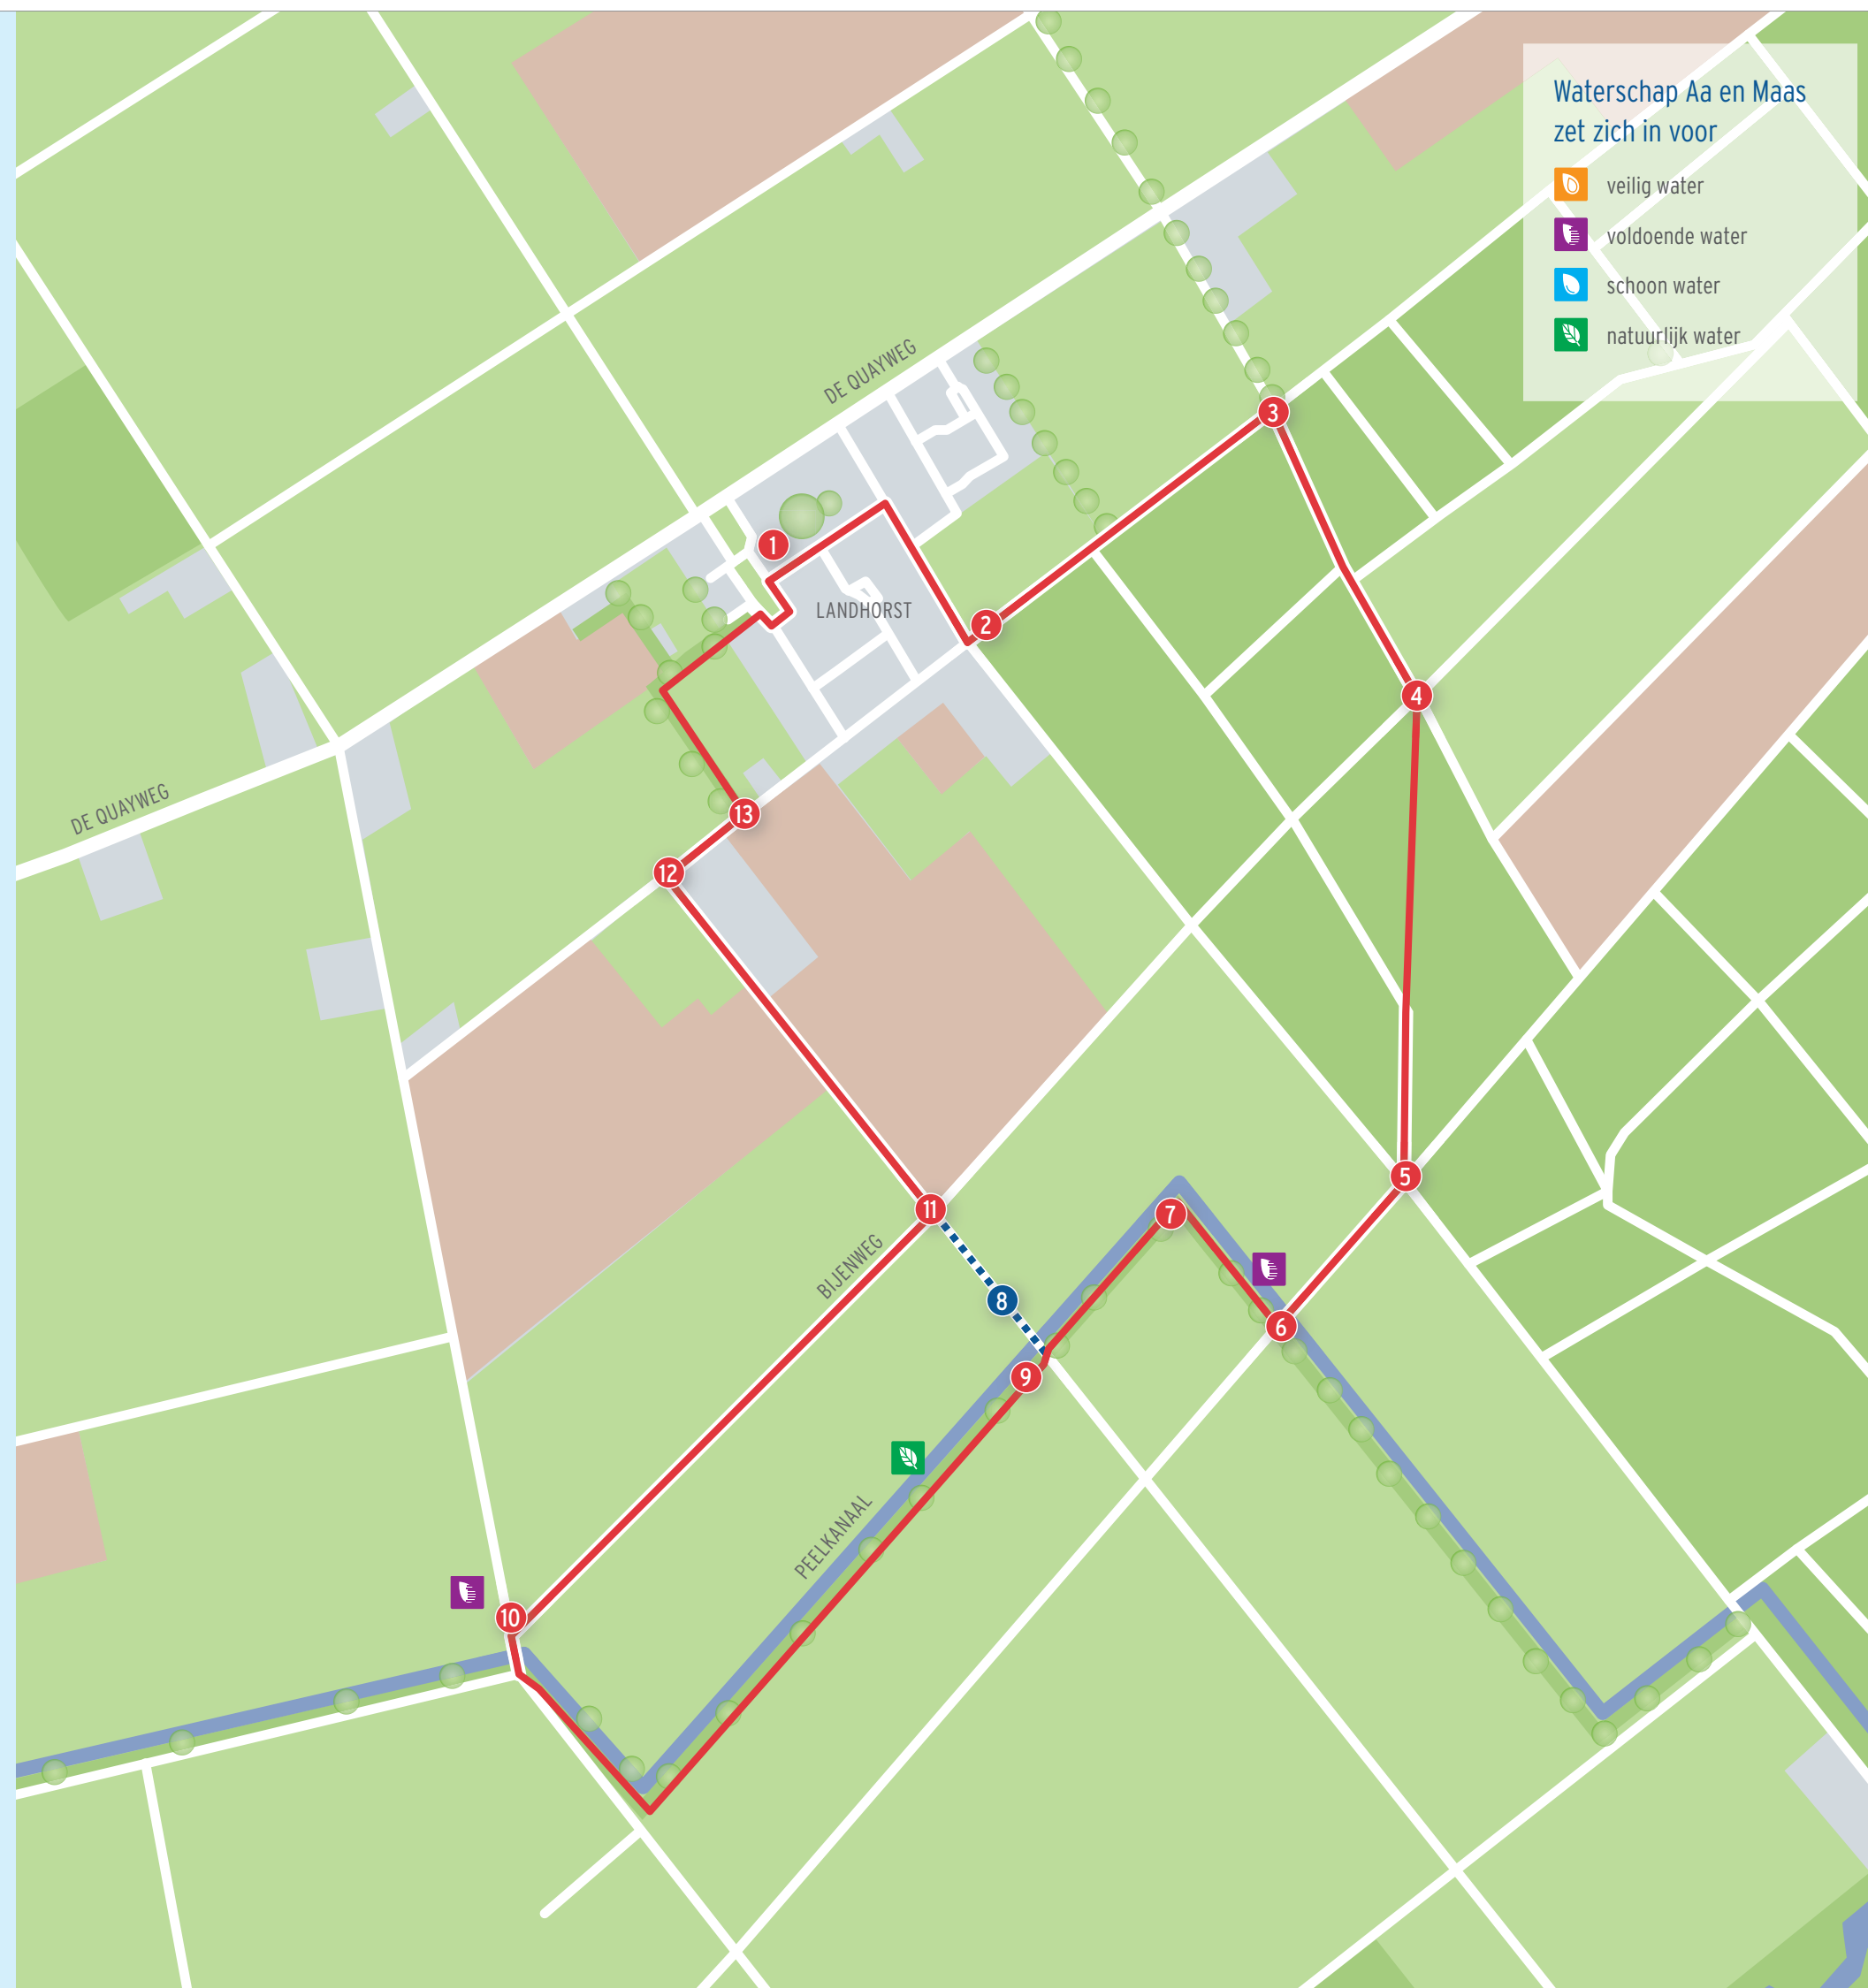 Waterschap Aa en Maas
zet zich in voor
veilig water
voldoende water
schoon water
natuurlijk water
DE QUAYWEG
3
1
LANDHORST
2
4
DE QUAYWEG
13
12
5
11
7
BIJENWEG
8
6
9
PEELKANAAL
10